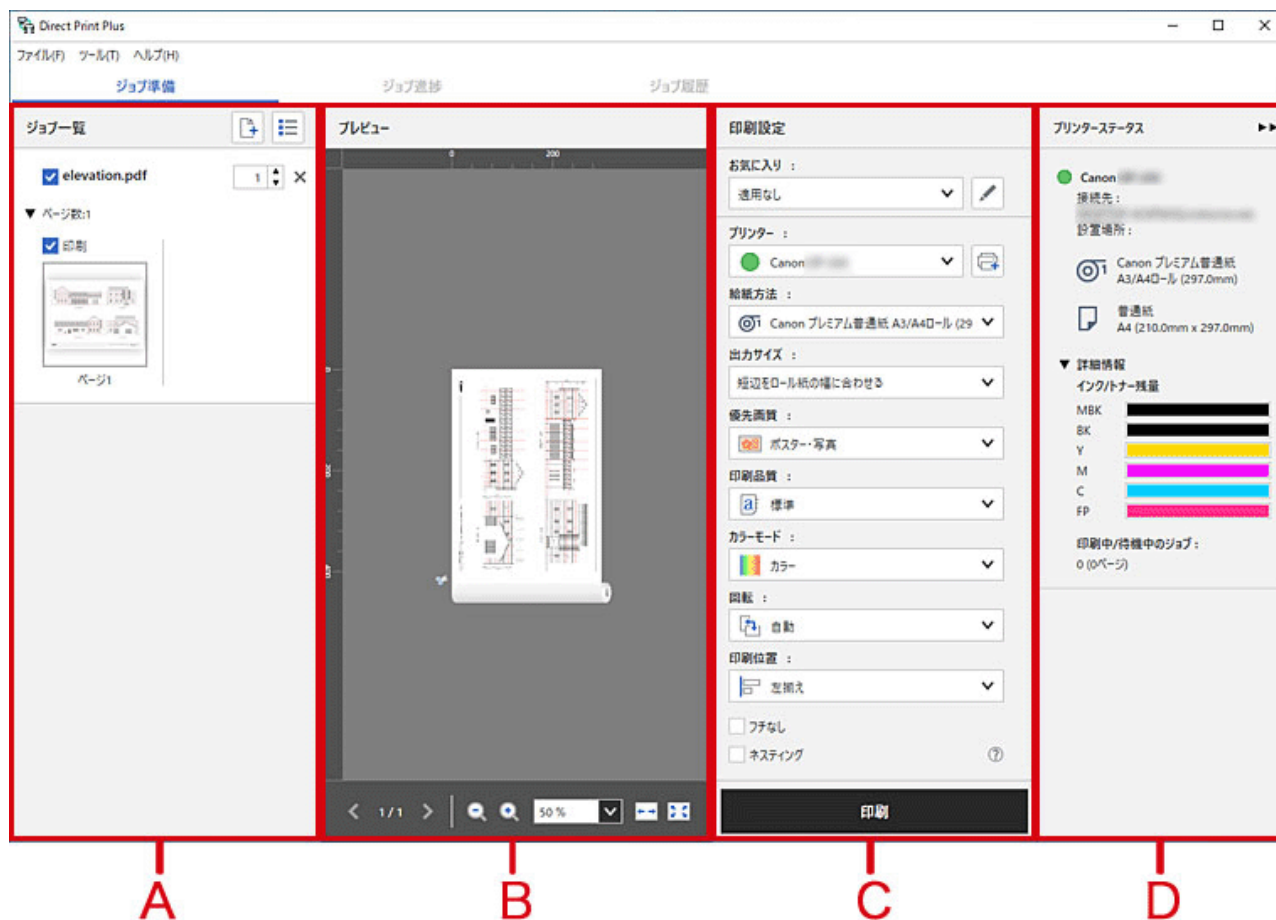 Direct Print Plus
ファイル(F) ツール(T) ヘルプ(H)
ジョブ準備 ジョブ進捗 ジョブ履歴
ジョブ一覧
elevation.pdf 1
ページ数:1
印刷
ページ1
プレビュー
0 200
1/1 50 %
印刷設定
お気に入り :
適用なし
プリンター :
Canon
給紙方法 :
1 Canon プレミアム普通紙 A3/A4ロール (29
出力サイズ :
短辺をロール紙の幅に合わせる
優先画質 :
ポスター・写真
印刷品質 :
a 標準
カラーモード :
カラー
回転 :
自動
印刷位置 :
左揃え
フチなし
ネスティング ?
印刷
プリンターステータス
Canon
接続先 :
設置場所 :
1 Canon プレミアム普通紙
A3/A4ロール (297.0mm)
普通紙
A4 (210.0mm x 297.0mm)
詳細情報
インク/トナー残量
MBK
BK
Y
M
C
FP
印刷中/待機中のジョブ :
0 (0ページ)
A B C D